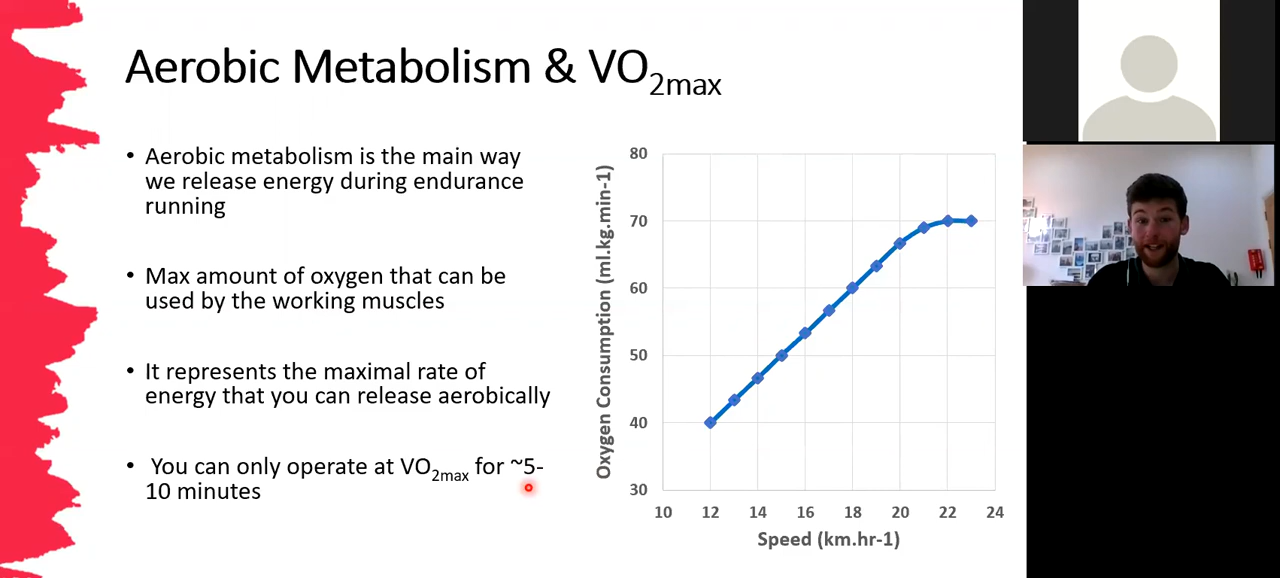 Aerobic Metabolism & VO2max
• Aerobic metabolism is the main way
we release energy during endurance
running
• Max amount of oxygen that can be
used by the working muscles
• It represents the maximal rate of
energy that you can release aerobically
• You can only operate at VO2max for ~5-
10 minutes
Oxygen Consumption (ml.kg.min-1)
80
70
60
50
40
30
10 12 14 16 18 20 22 24
Speed (km.hr-1)